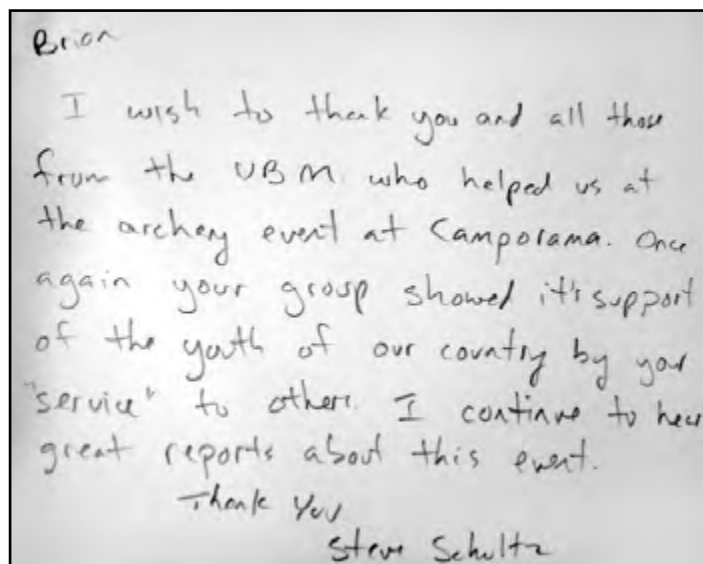 Brian
I wish to thank you and all those
from the UBM who helped us at
the archery event at Camporama. Once
again your group showed it's support
of the youth of our country by your
"service" to others. I continue to hear
great reports about this event.
Thank You
Steve Schultz